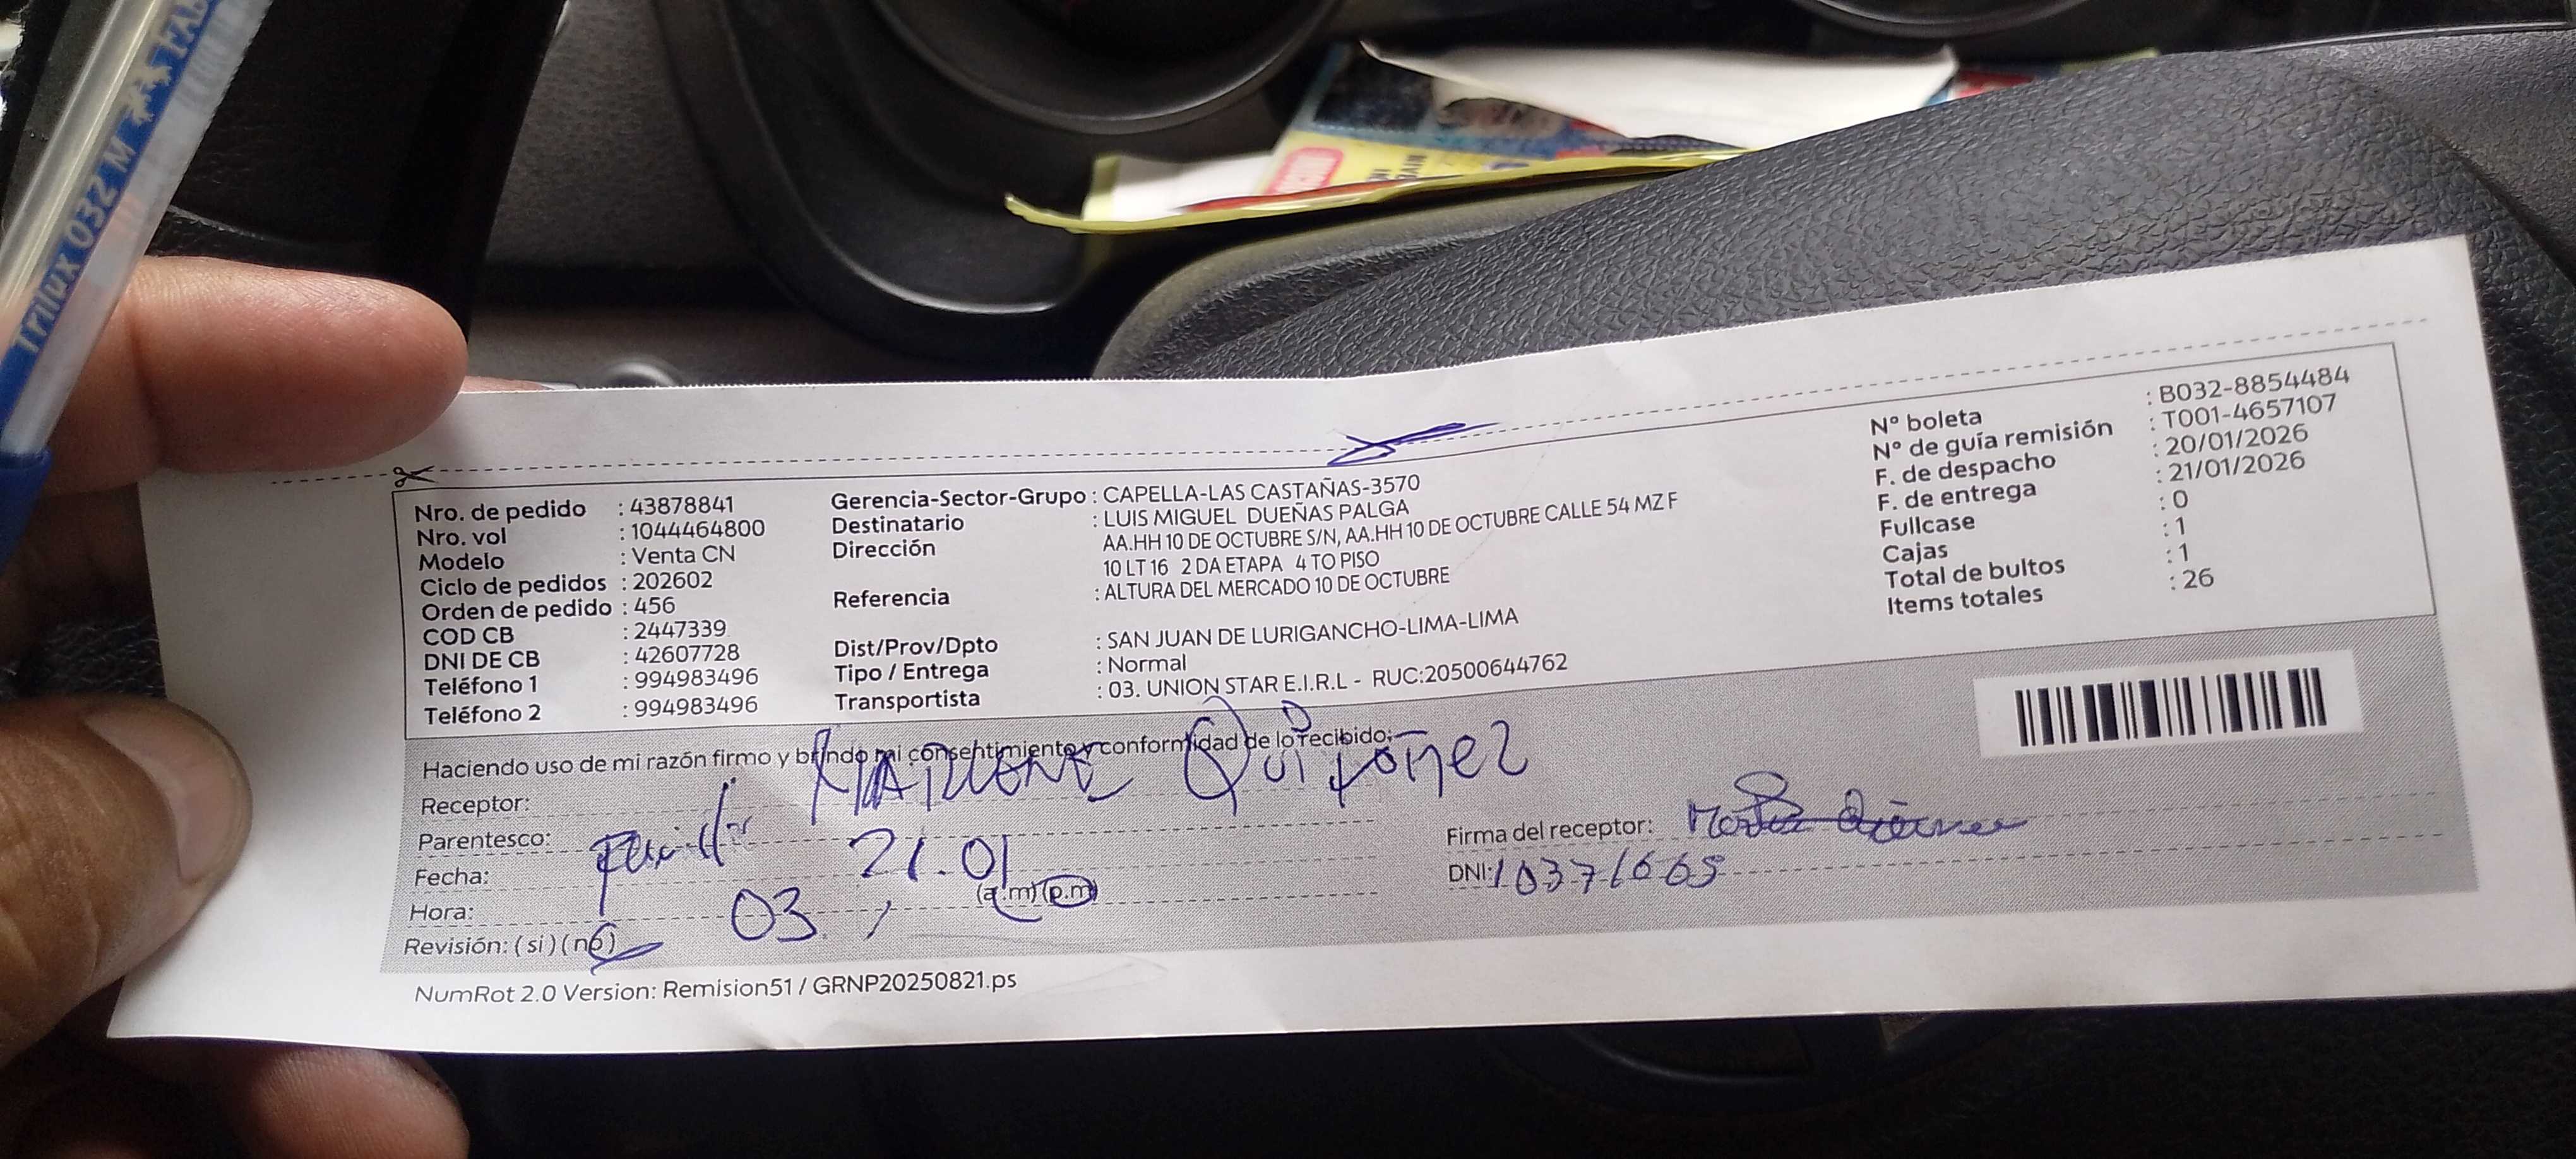 Trilux 032 M
Nro. de pedido : 43878841
Nro. vol : 1044464800
Modelo : Venta CN
Ciclo de pedidos : 202602
Orden de pedido : 456
COD CB : 2447339
DNI DE CB : 42607728
Teléfono 1 : 994983496
Teléfono 2 : 994983496
Gerencia-Sector-Grupo : CAPELLA-LAS CASTAÑAS-3570
Destinatario : LUIS MIGUEL DUEÑAS PALGA
Dirección AA.HH 10 DE OCTUBRE S/N, AA.HH 10 DE OCTUBRE CALLE 54 MZ F
10 LT 16 2 DA ETAPA 4 TO PISO
Referencia : ALTURA DEL MERCADO 10 DE OCTUBRE
Dist/Prov/Dpto : SAN JUAN DE LURIGANCHO-LIMA-LIMA
Tipo / Entrega : Normal
Transportista : 03. UNION STAR E.I.R.L - RUC:20500644762
N° boleta : B032-8854484
N° de guía remisión : T001-4657107
F. de despacho : 20/01/2026
F. de entrega : 21/01/2026
Fullcase : 0
Cajas : 1
Total de bultos : 1
Items totales : 26
Haciendo uso de mi razón firmo y brindo mi consentimiento y conformidad de lo recibido;
Receptor: Quiñonez
Parentesco:
Fecha: 21.01
Hora: 03 (a.m) (p.m)
Revisión: (si) (no)
Firma del receptor:
DNI: 10371665
NumRot 2.0 Version: Remision51 / GRNP20250821.ps